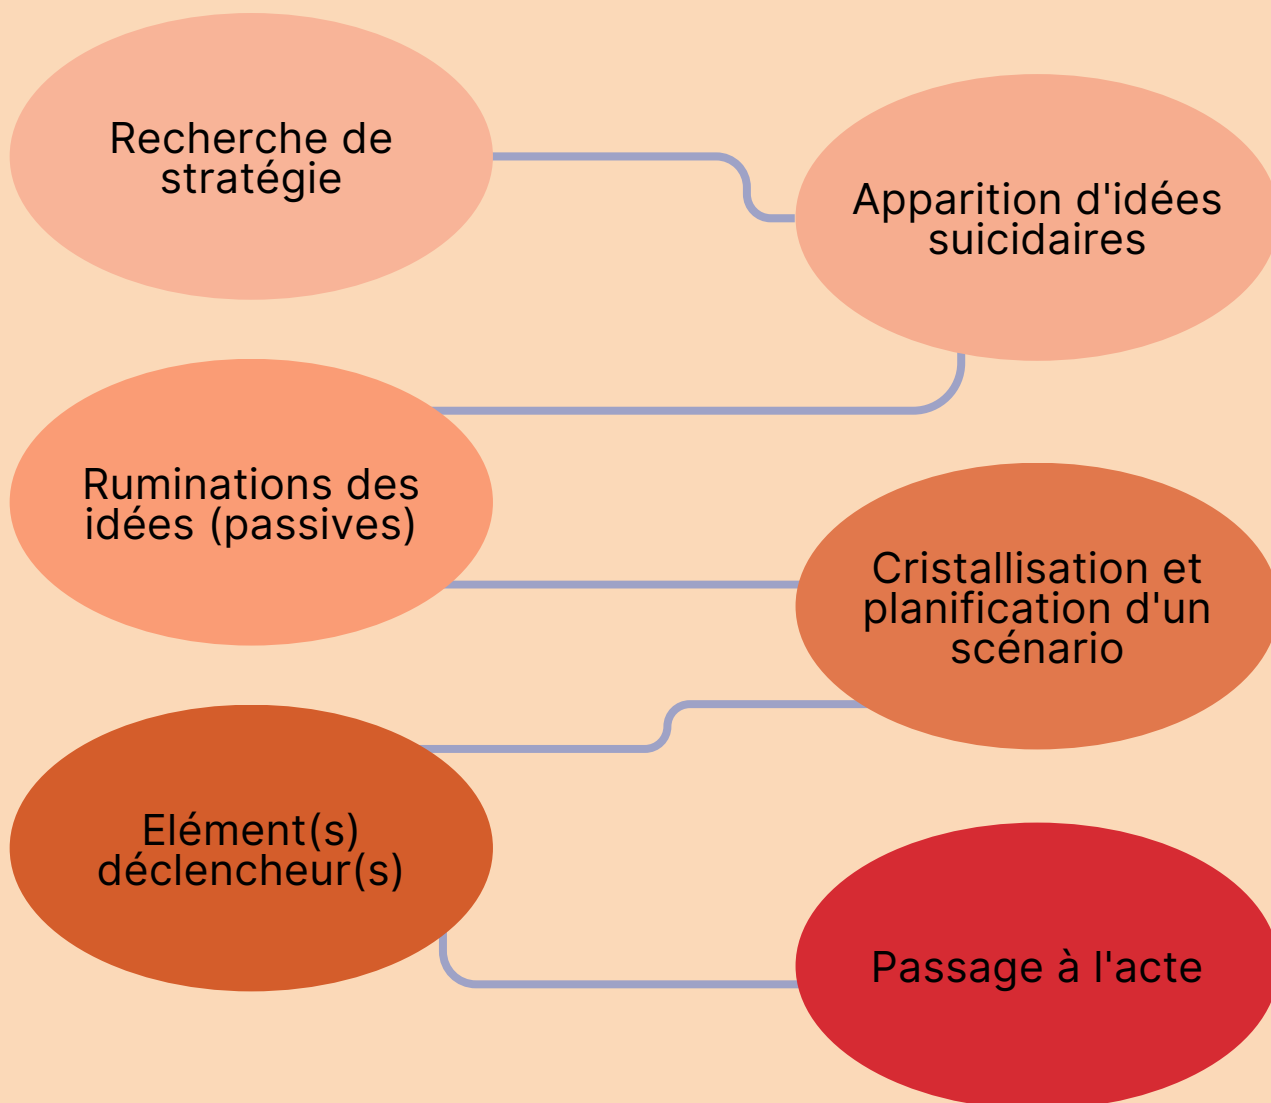 Recherche de
stratégie
Apparition d'idées
suicidaires
Ruminations des
idées (passives)
Cristallisation et
planification d'un
scénario
Elément(s)
déclencheur(s)
Passage à l'acte